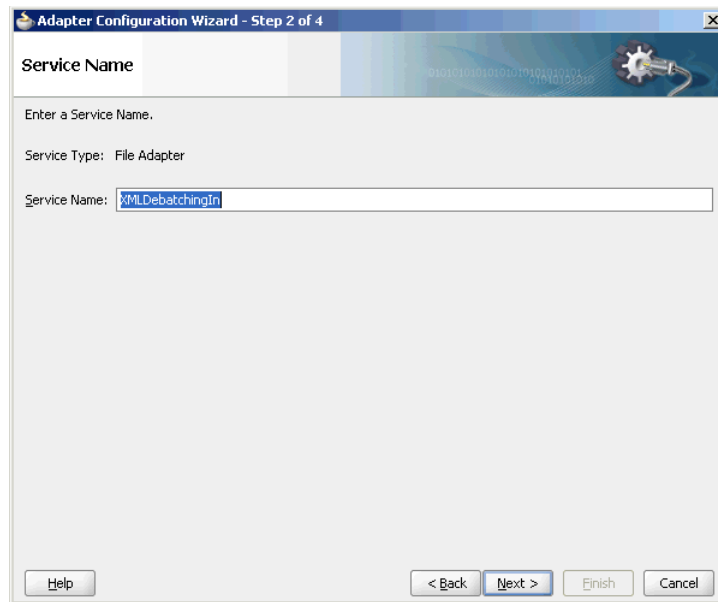 Adapter Configuration Wizard - Step 2 of 4
Service Name
Enter a Service Name.
Service Type: File Adapter
Service Name: XMLDebatchingIn
Help < Back Next > Finish Cancel